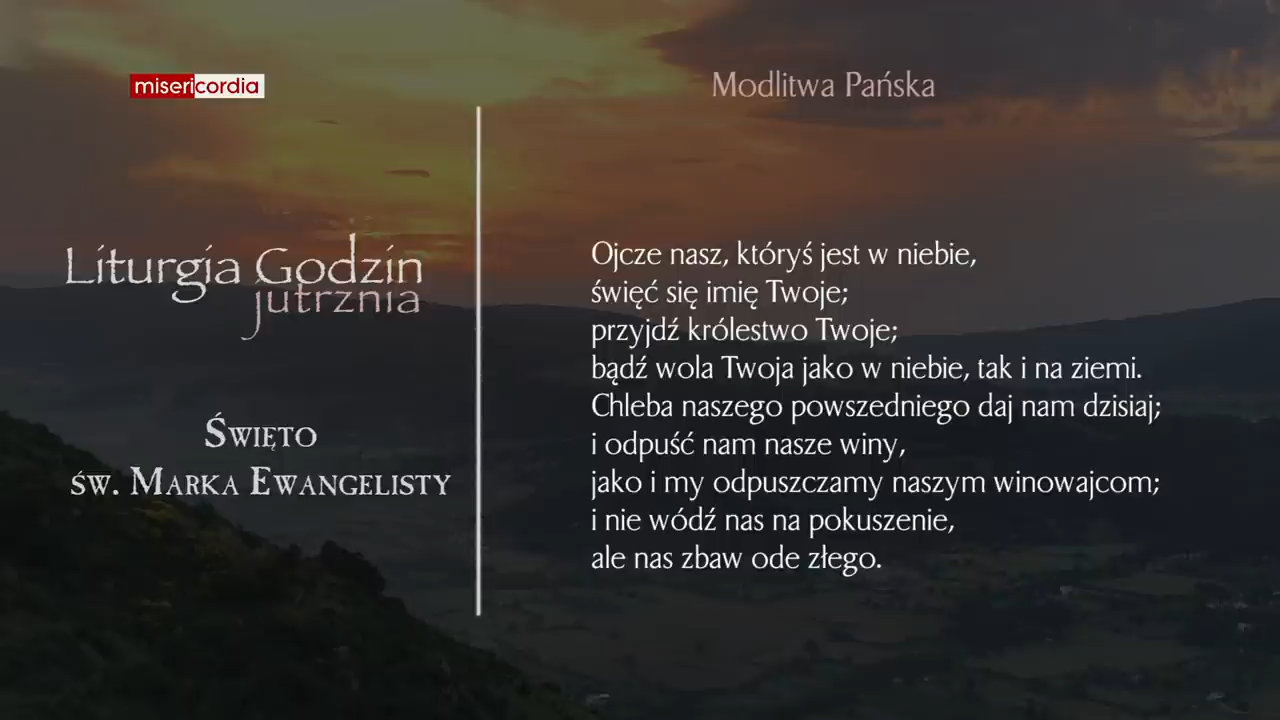 misericordia
Liturgia Godzin
jutrznia
Święto
św. Marka Ewangelisty
Modlitwa Pańska
Ojcze nasz, któryś jest w niebie,
święć się imię Twoje;
przyjdź królestwo Twoje;
bądź wola Twoja jako w niebie, tak i na ziemi.
Chleba naszego powszedniego daj nam dzisiaj;
i odpuść nam nasze winy,
jako i my odpuszczamy naszym winowajcom;
i nie wódź nas na pokuszenie,
ale nas zbaw ode złego.